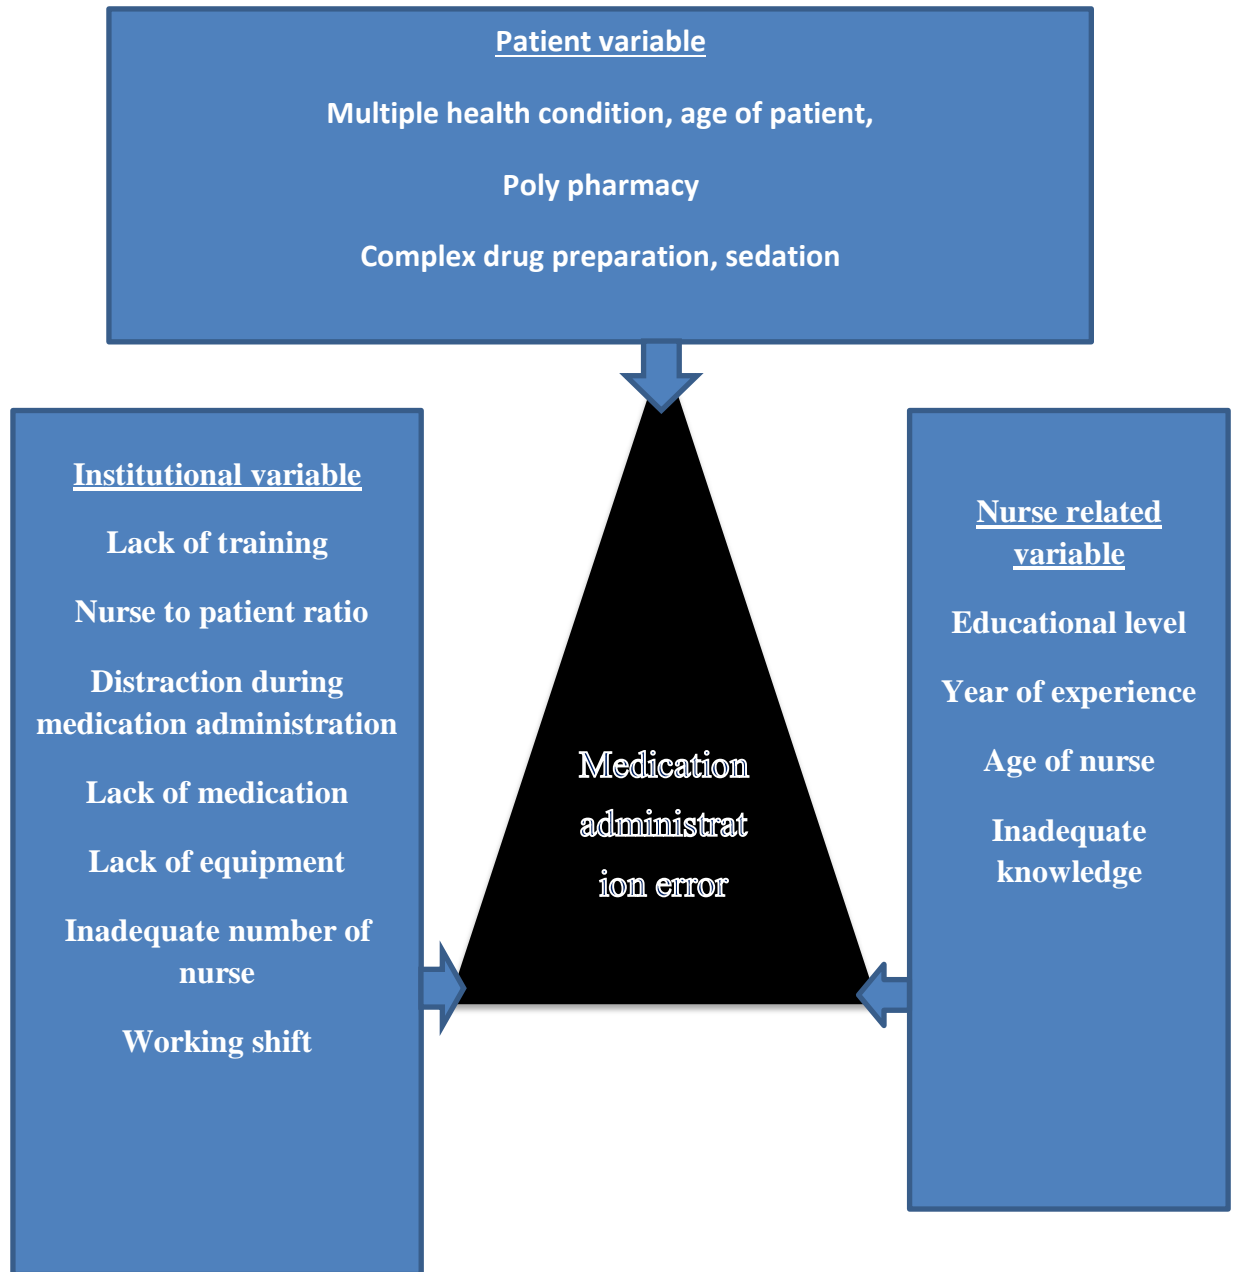 Patient variable
Multiple health condition, age of patient,
Poly pharmacy
Complex drug preparation, sedation
Institutional variable
Lack of training
Nurse to patient ratio
Distraction during
medication administration
Lack of medication
Lack of equipment
Inadequate number of
nurse
Working shift
Medication
administrat
ion error
Nurse related
variable
Educational level
Year of experience
Age of nurse
Inadequate
knowledge